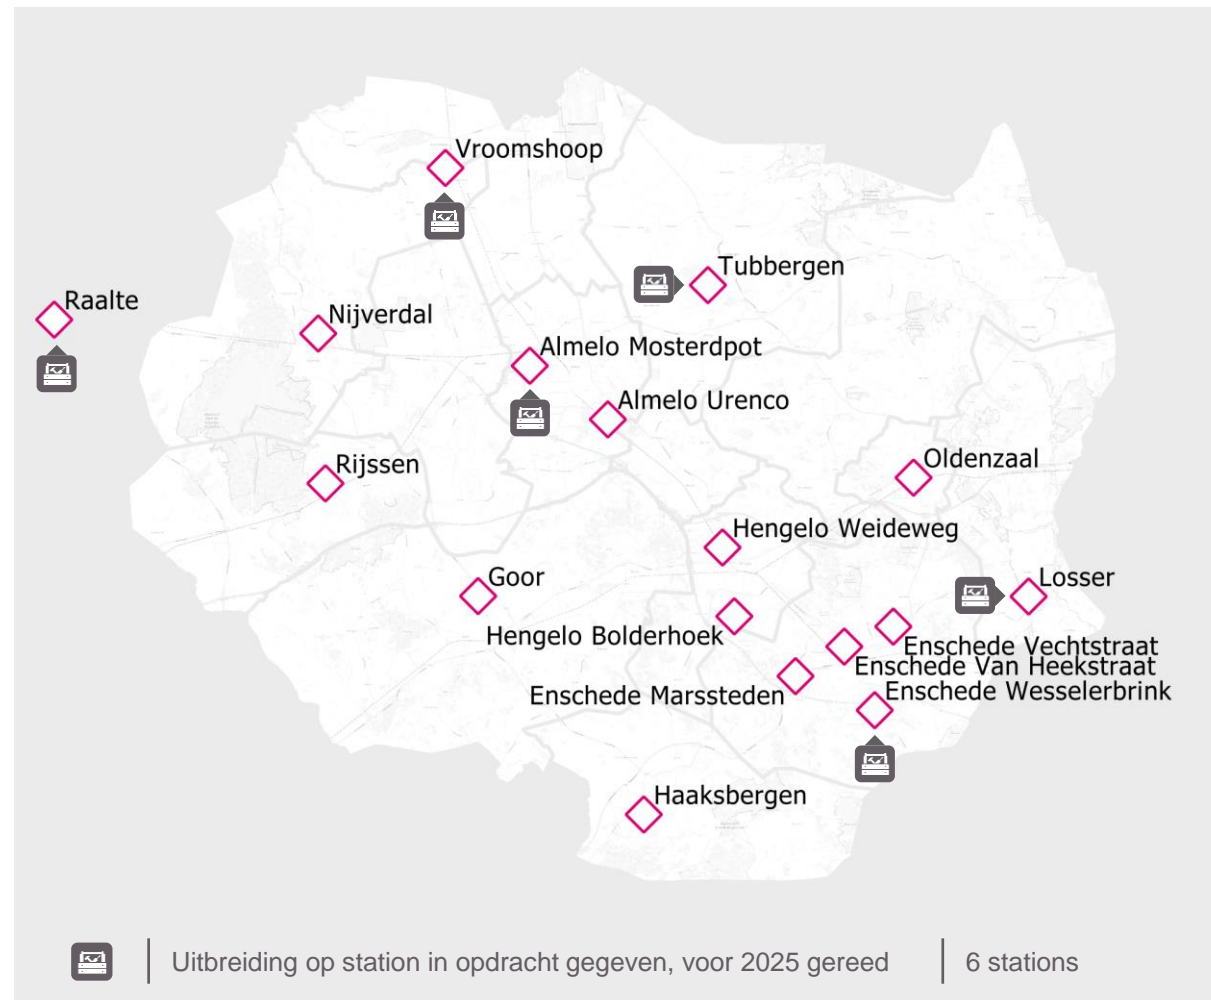 Vroomshoop
Tubbergen
Raalte
Nijverdal
Almelo Mosterdpot
Almelo Urenco
Oldenzaal
Rijssen
Hengelo Weideweg
Losser
Goor
Hengelo Bolderhoek
Enschede Vechtstraat
Enschede Van Heekstraat
Enschede Marssteden
Enschede Wesselerbrink
Haaksbergen
Uitbreiding op station in opdracht gegeven, voor 2025 gereed
6 stations